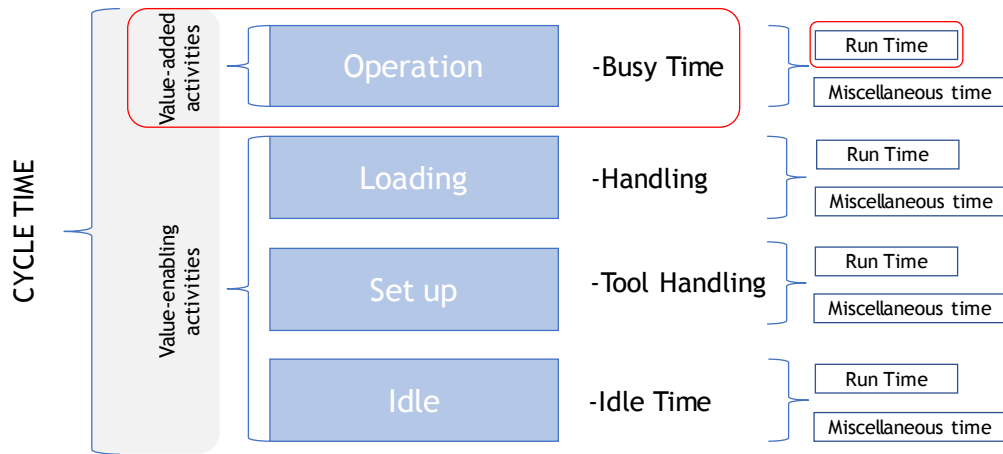 CYCLE TIME
Value-added
activities
Operation
-Busy Time
Run Time
Miscellaneous time
Value-enabling
activities
Loading
-Handling
Run Time
Miscellaneous time
Set up
-Tool Handling
Run Time
Miscellaneous time
Idle
-Idle Time
Run Time
Miscellaneous time